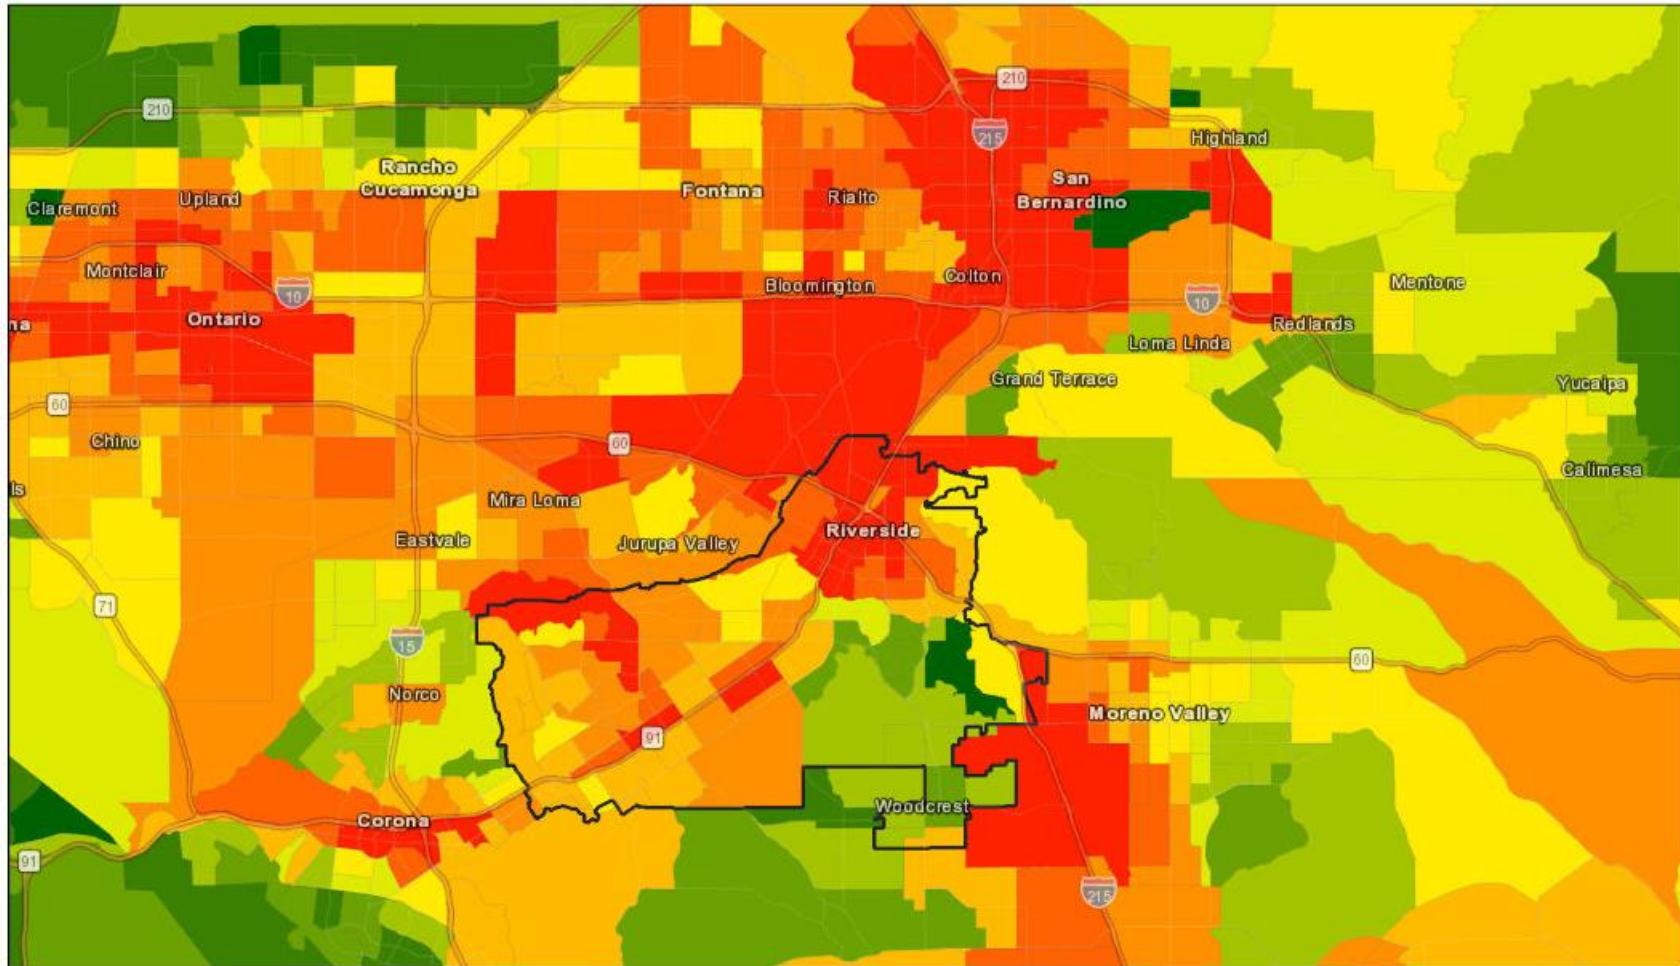 210
210
215
Highland
Rancho
Cucamonga
San
Bernardino
Fontana
Rialto
Upland
Claremont
Montclair
10
Bloomington
Colton
10
Mentone
Ontario
na
Redlands
Loma Linda
Grand Terrace
Yucaipa
60
Chino
60
Calimesa
ls
Mira Loma
Eastvale
Jurupa Valley
Riverside
71
15
60
Norco
Moreno Valley
91
Woodcrest
Corona
91
215